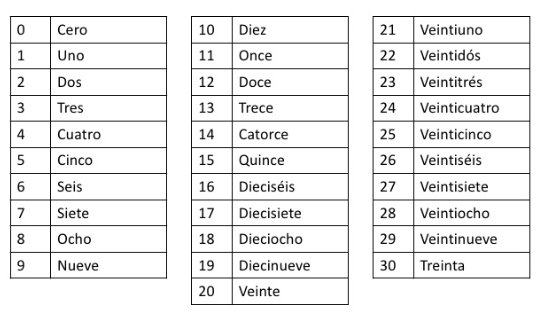 0 Cero
1 Uno
2 Dos
3 Tres
4 Cuatro
5 Cinco
6 Seis
7 Siete
8 Ocho
9 Nueve
10 Diez
11 Once
12 Doce
13 Trece
14 Catorce
15 Quince
16 Dieciséis
17 Diecisiete
18 Dieciocho
19 Diecinueve
20 Veinte
21 Veintiuno
22 Veintidós
23 Veintitrés
24 Veinticuatro
25 Veinticinco
26 Veintiséis
27 Veintisiete
28 Veintiocho
29 Veintinueve
30 Treinta